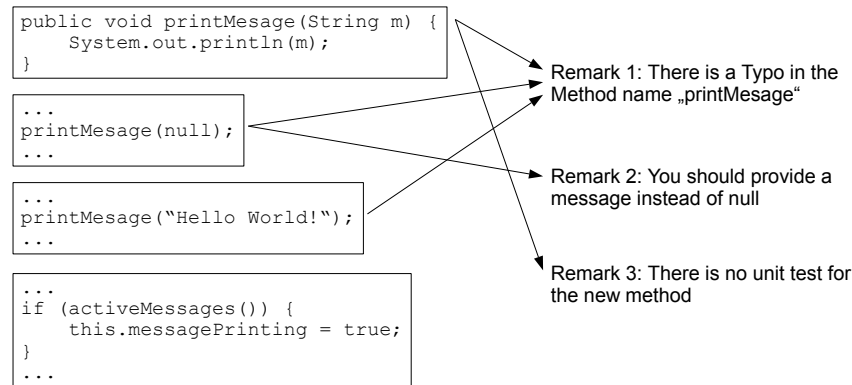 public void printMesage(String m) {
System.out.println(m);
}
...
printMesage(null);
...
...
printMesage(“Hello World!“);
...
...
if (activeMessages()) {
this.messagePrinting = true;
}
...
Remark 1: There is a Typo in the
Method name „printMesage“
Remark 2: You should provide a
message instead of null
Remark 3: There is no unit test for
the new method